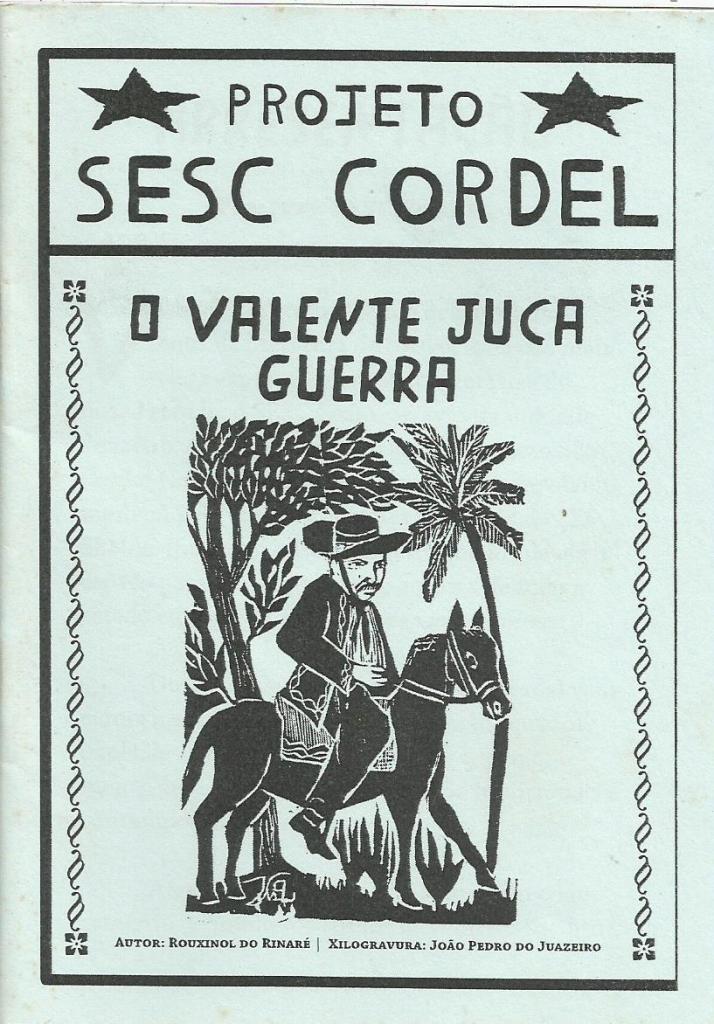 PROJETO
SESC CORDEL
O VALENTE JUCA
GUERRA
AUTOR: ROUXINOL DO RINARÉ | XILOGRAVURA: JOÃO PEDRO DO JUAZEIRO